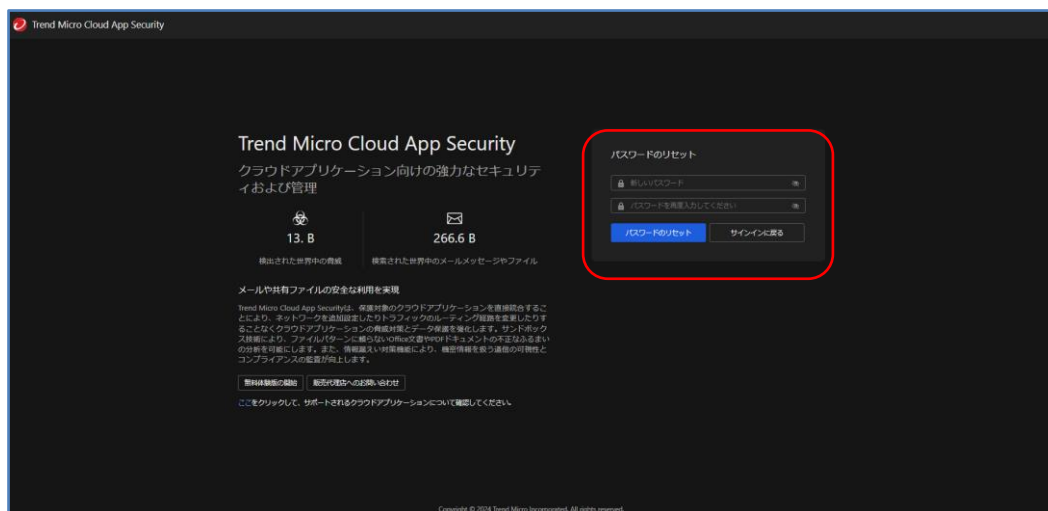 Trend Micro Cloud App Security
Trend Micro Cloud App Security
クラウドアプリケーション向けの強力なセキュリテ
ィおよび管理
13. B
266.6 B
検出された世界中の脅威
検索された世界中のメールメッセージやファイル
メールや共有ファイルの安全な利用を実現
Trend Micro Cloud App Securityは、保護対象のクラウドアプリケーションを直接統合するこ
とにより、ネットワークを追加設定したりトラフィックのルーティング経路を変更したりす
ることなくクラウドアプリケーションの脅威対策とデータ保護を強化します。サンドボック
ス技術により、ファイルパターンに頼らないOffice文書やPDFドキュメントの不正なふるまい
の分析を可能にします。また、情報漏えい対策機能により、機密情報を扱う通信の可視性と
コンプライアンスの監査が向上します。
無料体験版の開始
販売代理店へのお問い合わせ
ここをクリックして、サポートされるクラウドアプリケーションについて確認してください。
パスワードのリセット
新しいパスワード
パスワードを再度入力してください
パスワードのリセット
サインインに戻る
Copyright © 2024 Trend Micro Incorporated. All rights reserved.